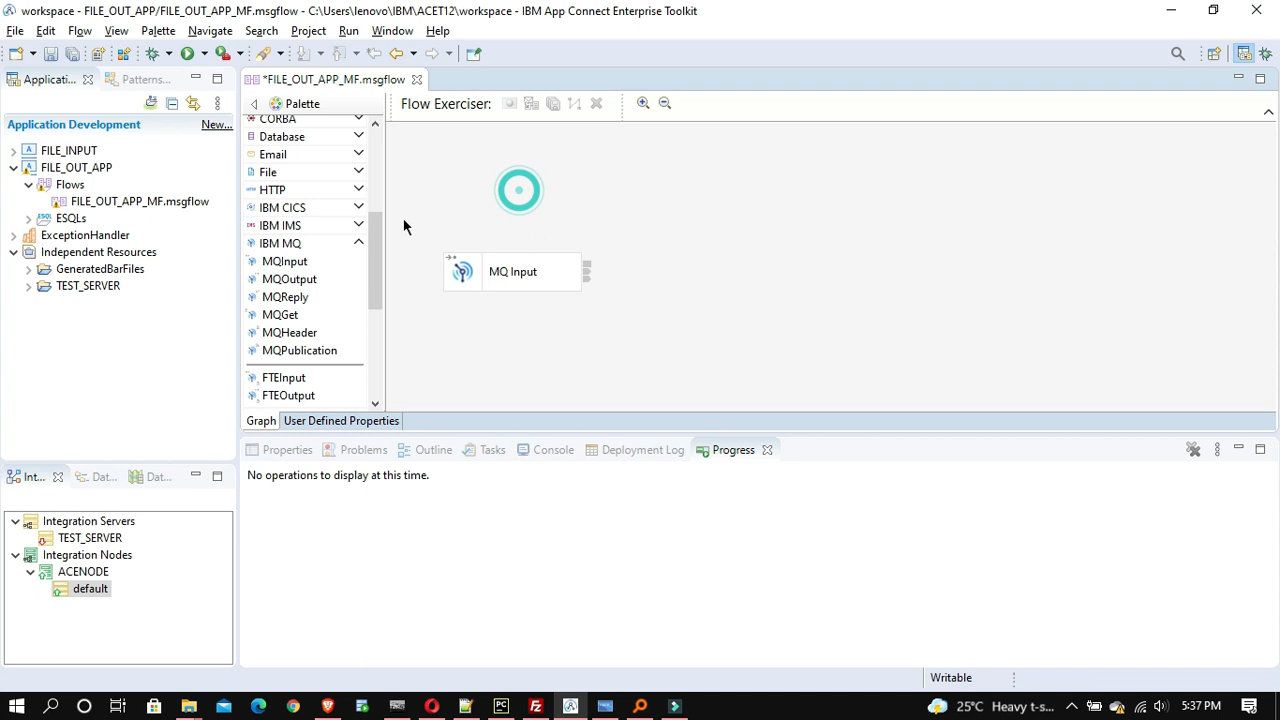 workspace - FILE_OUT_APP/FILE_OUT_APP_MF.msgflow - C:\Users\lenovo\IBM\ACET12\workspace - IBM App Connect Enterprise Toolkit
File Edit Flow View Palette Navigate Search Project Run Window Help
Applicati... Patterns...
Application Development New...
FILE_INPUT
FILE_OUT_APP
Flows
FILE_OUT_APP_MF.msgflow
ESQLs
ExceptionHandler
Independent Resources
GeneratedBarFiles
TEST_SERVER
*FILE_OUT_APP_MF.msgflow
Palette
Flow Exerciser:
CORBA
Database
Email
File
HTTP
IBM CICS
IBM IMS
IBM MQ
MQInput
MQOutput
MQReply
MQGet
MQHeader
MQPublication
FTEInput
FTEOutput
MQ Input
Graph User Defined Properties
Properties Problems Outline Tasks Console Deployment Log Progress
No operations to display at this time.
Int... Dat... Dat...
Integration Servers
TEST_SERVER
Integration Nodes
ACENODE
default
Writable
25°C Heavy t-s... 5:37 PM